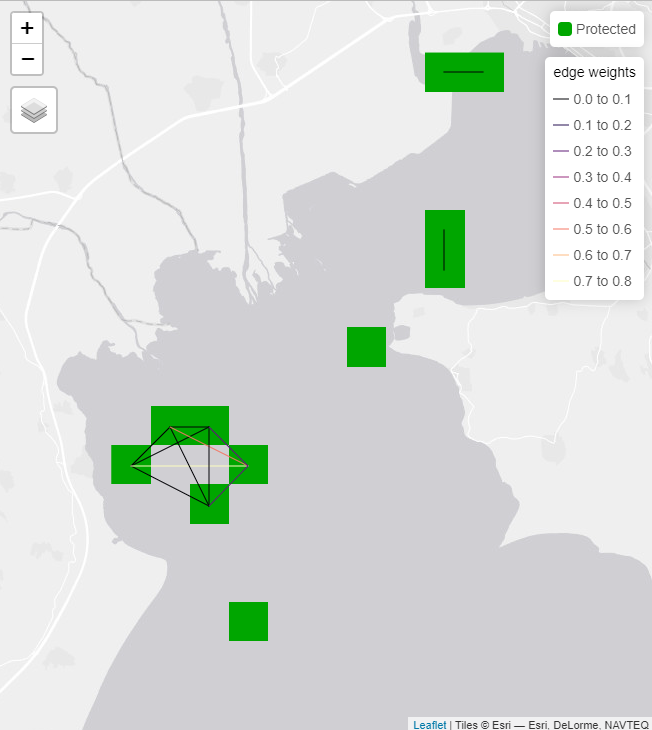 +
−
Protected
edge weights
0.0 to 0.1
0.1 to 0.2
0.2 to 0.3
0.3 to 0.4
0.4 to 0.5
0.5 to 0.6
0.6 to 0.7
0.7 to 0.8
Leaflet | Tiles © Esri — Esri, DeLorme, NAVTEQ